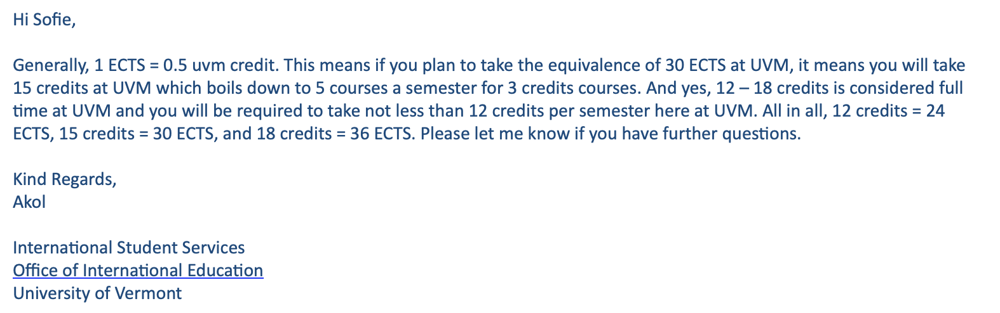 Hi Sofie,
Generally, 1 ECTS = 0.5 uvm credit. This means if you plan to take the equivalence of 30 ECTS at UVM, it means you will take
15 credits at UVM which boils down to 5 courses a semester for 3 credits courses. And yes, 12 – 18 credits is considered full
time at UVM and you will be required to take not less than 12 credits per semester here at UVM. All in all, 12 credits = 24
ECTS, 15 credits = 30 ECTS, and 18 credits = 36 ECTS. Please let me know if you have further questions.
Kind Regards,
Akol
International Student Services
Office of International Education
University of Vermont